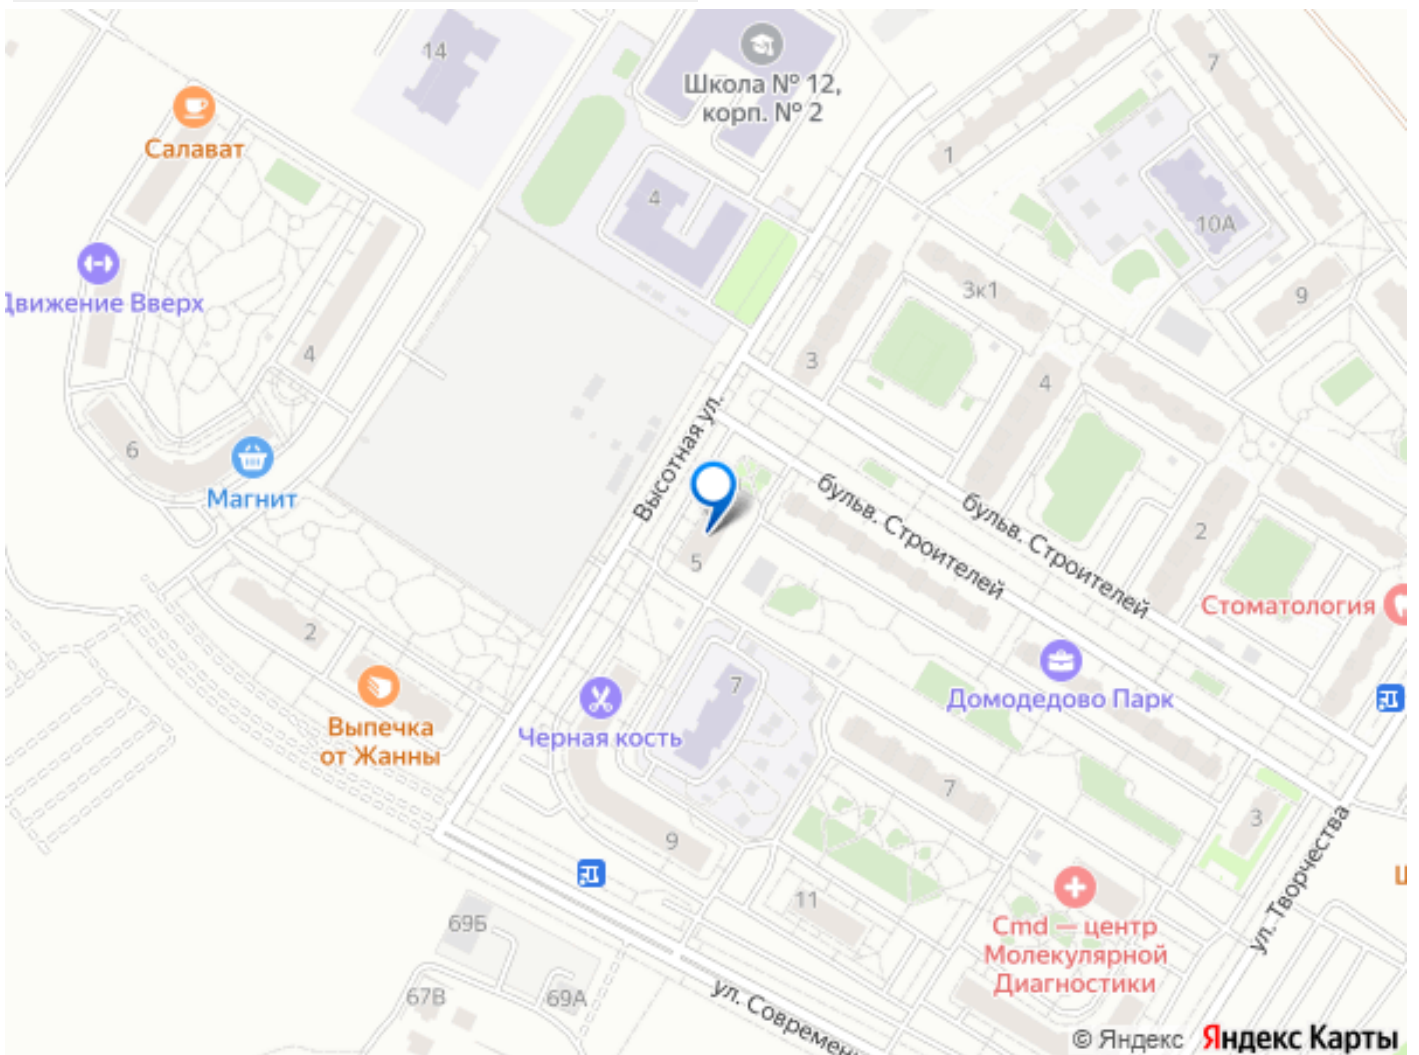 14
7
Школа № 12,
корп. № 2
Салават
1
4
10А
Движение Вверх
3к1
9
4
3
4
Высотная ул.
6
Магнит
бульв. Строителей
бульв. Строителей
2
5
Стоматология
2
7
Домодедово Парк
Черная кость
Выпечка
от Жанны
7
3
9
ул. Творчества
11
69Б
Cmd — центр
Молекулярной
Диагностики
67В
69А
ул. Современ
© Яндекс Яндекс Карты